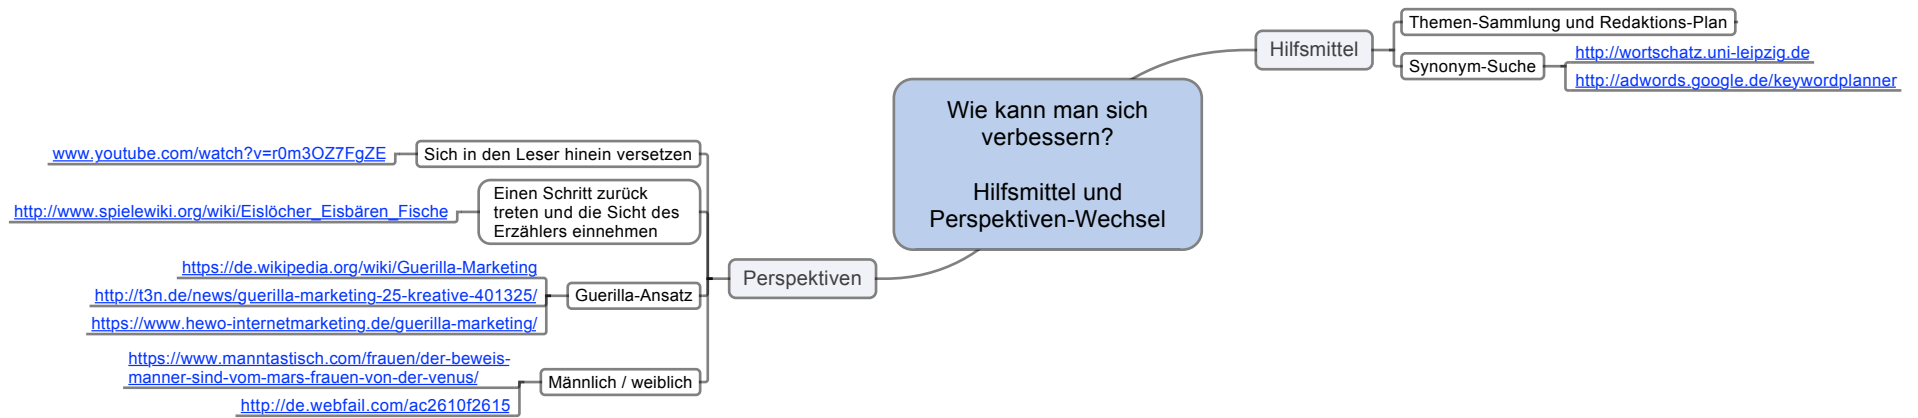 Wie kann man sich
verbessern?
Hilfsmittel und
Perspektiven-Wechsel
Hilfsmittel
Themen-Sammlung und Redaktions-Plan
Synonym-Suche
http://wortschatz.uni-leipzig.de
http://adwords.google.de/keywordplanner
Perspektiven
Sich in den Leser hinein versetzen
www.youtube.com/watch?v=r0m3OZ7FgZE
Einen Schritt zurück
treten und die Sicht des
Erzählers einnehmen
http://www.spielewiki.org/wiki/Eislöcher_Eisbären_Fische
Guerilla-Ansatz
https://de.wikipedia.org/wiki/Guerilla-Marketing
http://t3n.de/news/guerilla-marketing-25-kreative-401325/
https://www.hewo-internetmarketing.de/guerilla-marketing/
Männlich / weiblich
https://www.manntastisch.com/frauen/der-beweis-
manner-sind-vom-mars-frauen-von-der-venus/
http://de.webfail.com/ac2610f2615